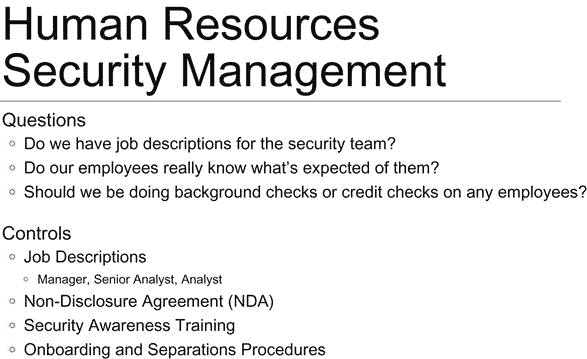 Human Resources
Security Management
Questions
Do we have job descriptions for the security team?
Do our employees really know what's expected of them?
Should we be doing background checks or credit checks on any employees?
Controls
Job Descriptions
Manager, Senior Analyst, Analyst
Non-Disclosure Agreement (NDA)
Security Awareness Training
Onboarding and Separations Procedures